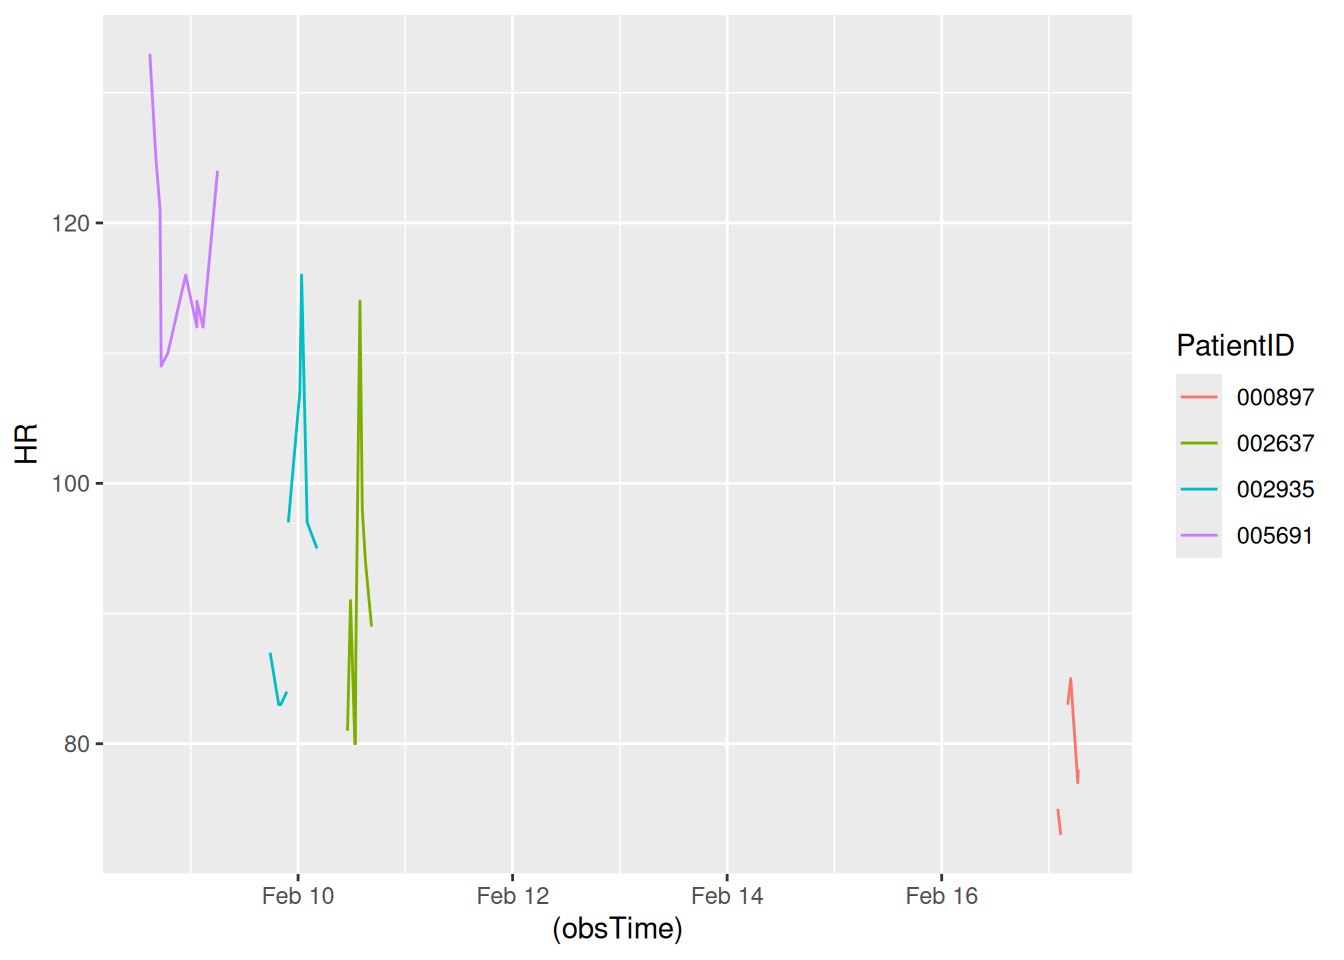 120
100
80
HR
Feb 10
Feb 12
Feb 14
Feb 16
(obsTime)
PatientID
000897
002637
002935
005691